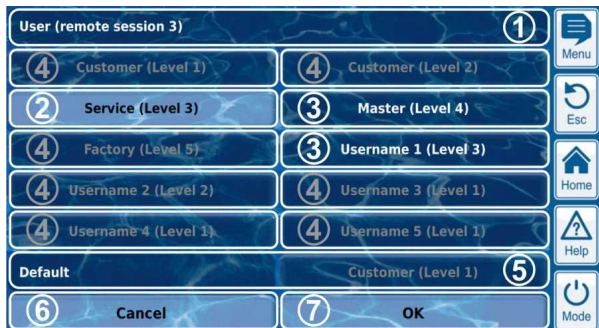 User (remote session 3) 1
4 Customer (Level 1) 4 Customer (Level 2)
2 Service (Level 3) 3 Master (Level 4)
4 Factory (Level 5) 3 Username 1 (Level 3)
4 Username 2 (Level 2) 4 Username 3 (Level 1)
4 Username 4 (Level 1) 4 Username 5 (Level 1)
Default Customer (Level 1) 5
6 Cancel 7 OK
Menu
Esc
Home
? Help
Mode